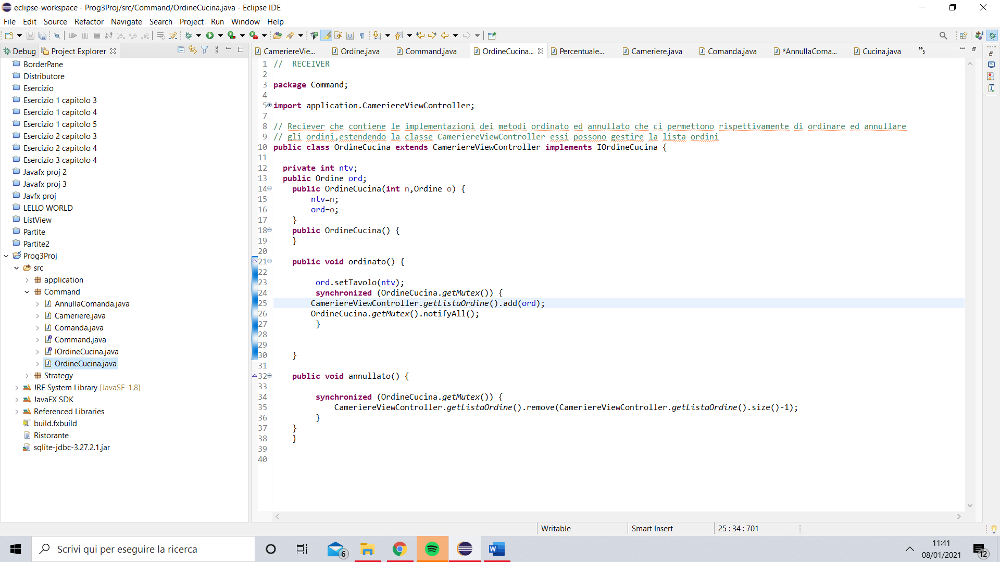 eclipse-workspace - Prog3Proj/src/Command/OrdineCucina.java - Eclipse IDE
File Edit Source Refactor Navigate Search Project Run Window Help
Debug Project Explorer
BorderPane
Distributore
Esercizio
Esercizio 1 capitolo 3
Esercizio 1 capitolo 4
Esercizio 1 capitolo 5
Esercizio 2 capitolo 3
Esercizio 2 capitolo 4
Esercizio 3 capitolo 4
Javafx proj 2
Javafx proj 3
Javfx proj
LELLO WORLD
ListView
Partite
Partite2
Prog3Proj
src
application
Command
AnnullaComanda.java
Cameriere.java
Comanda.java
Command.java
IOrdineCucina.java
OrdineCucina.java
Strategy
JRE System Library [JavaSE-1.8]
JavaFX SDK
Referenced Libraries
build.fxbuild
Ristorante
sqlite-jdbc-3.27.2.1.jar
CameriereVie... Ordine.java Command.java OrdineCucina... Percentuale... Cameriere.java Comanda.java *AnnullaComa... Cucina.java »5
1 // RECEIVER
2
3 package Command;
4
5 import application.CameriereViewController;
7
8 // Reciever che contiene le implementazioni dei metodi ordinato ed annullato che ci permettono rispettivamente di ordinare ed annullare
9 // gli ordini,estendendo la classe CameriereViewController essi possono gestire la lista ordini
10 public class OrdineCucina extends CameriereViewController implements IOrdineCucina {
11
12 private int ntv;
13 public Ordine ord;
14 public OrdineCucina(int n,Ordine o) {
15 ntv=n;
16 ord=o;
17 }
18 public OrdineCucina() {
19 }
20
21 public void ordinato() {
22
23 ord.setTavolo(ntv);
24 synchronized (OrdineCucina.getMutex()) {
25 CameriereViewController.getListaOrdine().add(ord);
26 OrdineCucina.getMutex().notifyAll();
27 }
28
29
30 }
31
32 public void annullato() {
33
34 synchronized (OrdineCucina.getMutex()) {
35 CameriereViewController.getListaOrdine().remove(CameriereViewController.getListaOrdine().size()-1);
36 }
37 }
38 }
39
40
Writable Smart Insert 25 : 34 : 701
Scrivi qui per eseguire la ricerca
6
11:41
08/01/2021
12